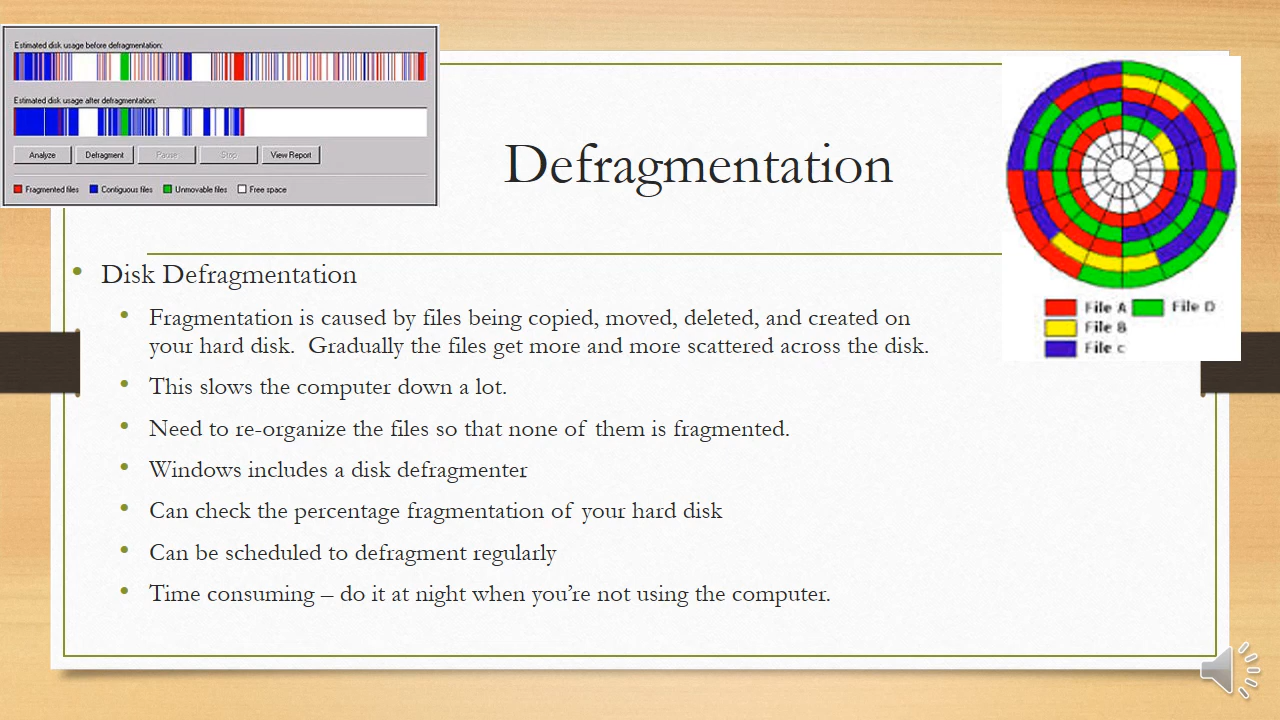 Estimated disk usage before defragmentation:
Estimated disk usage after defragmentation:
Analyze Defragment Pause Stop View Report
Fragmented files Contiguous files Unmovable files Free space
Defragmentation
File A File D
File B
File c
• Disk Defragmentation
• Fragmentation is caused by files being copied, moved, deleted, and created on
your hard disk.  Gradually the files get more and more scattered across the disk.
• This slows the computer down a lot.
• Need to re-organize the files so that none of them is fragmented.
• Windows includes a disk defragmenter
• Can check the percentage fragmentation of your hard disk
• Can be scheduled to defragment regularly
• Time consuming – do it at night when you’re not using the computer.